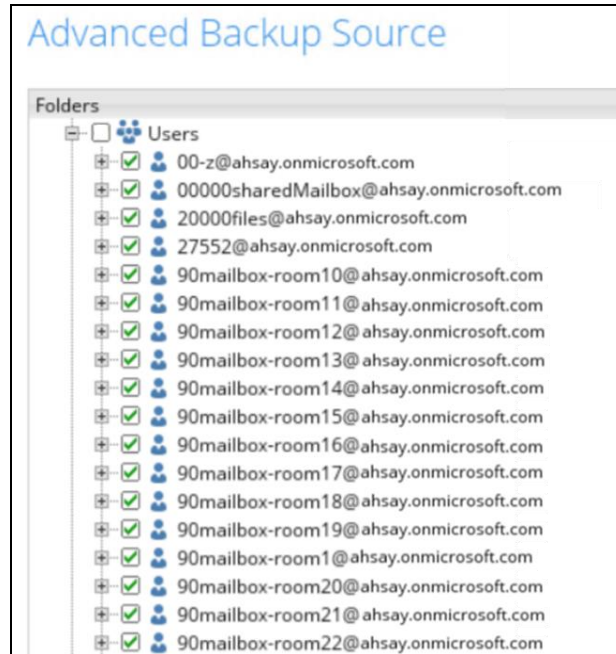 Advanced Backup Source
Folders
Users
00-z@ahsay.onmicrosoft.com
00000sharedMailbox@ahsay.onmicrosoft.com
20000files@ahsay.onmicrosoft.com
27552@ahsay.onmicrosoft.com
90mailbox-room10@ahsay.onmicrosoft.com
90mailbox-room11@ahsay.onmicrosoft.com
90mailbox-room12@ahsay.onmicrosoft.com
90mailbox-room13@ahsay.onmicrosoft.com
90mailbox-room14@ahsay.onmicrosoft.com
90mailbox-room15@ahsay.onmicrosoft.com
90mailbox-room16@ahsay.onmicrosoft.com
90mailbox-room17@ahsay.onmicrosoft.com
90mailbox-room18@ahsay.onmicrosoft.com
90mailbox-room19@ahsay.onmicrosoft.com
90mailbox-room1@ahsay.onmicrosoft.com
90mailbox-room20@ahsay.onmicrosoft.com
90mailbox-room21@ahsay.onmicrosoft.com
90mailbox-room22@ahsay.onmicrosoft.com